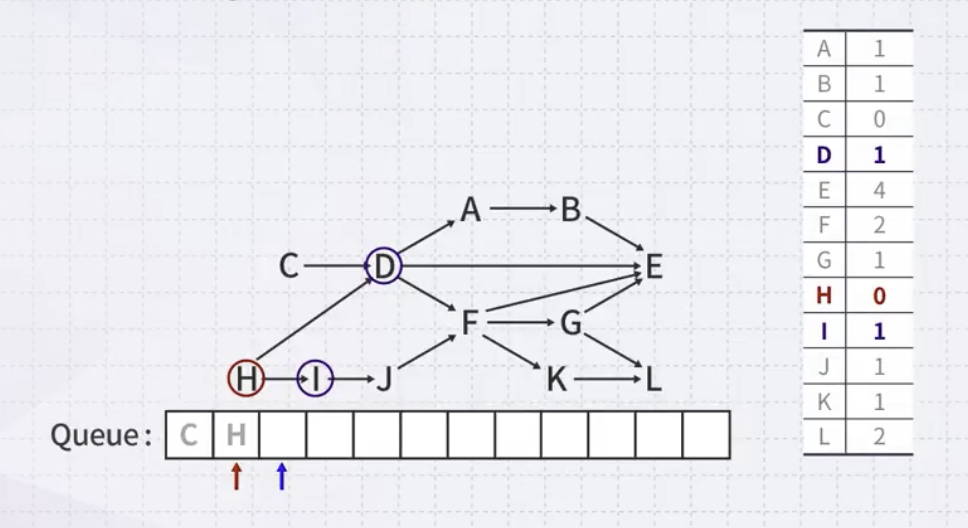 A 1
B 1
C 0
D 1
E 4
F 2
G 1
H 0
I 1
J 1
K 1
L 2
A B
C D E
F G
H I J K L
Queue: C H